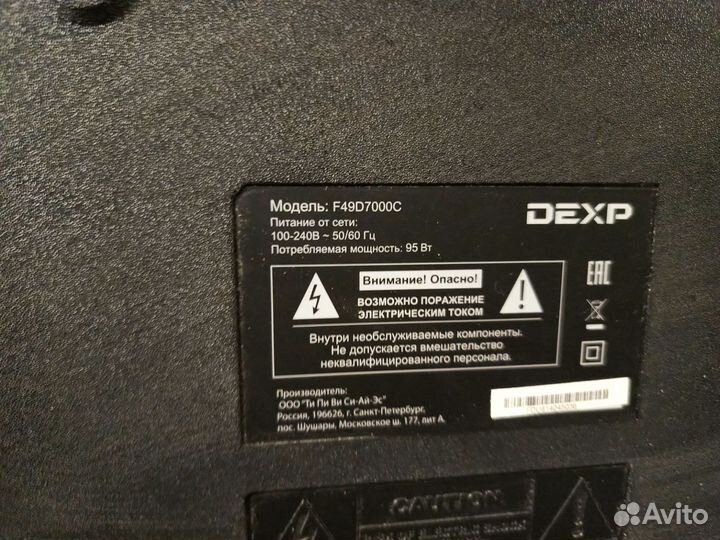 Модель: F49D7000C
DEXP
Питание от сети:
100-240В ~ 50/60 Гц
Потребляемая мощность: 95 Вт
Внимание! Опасно!
ВОЗМОЖНО ПОРАЖЕНИЕ
ЭЛЕКТРИЧЕСКИМ ТОКОМ
EAC
Внутри необслуживаемые компоненты.
Не допускается вмешательство
неквалифицированного персонала.
Производитель:
ООО "Ти Пи Ви Си-Ай-Эс"
Россия, 196626, г. Санкт-Петербург,
пос. Шушары, Московское ш. 177, лит А.
CAUTION
Avito